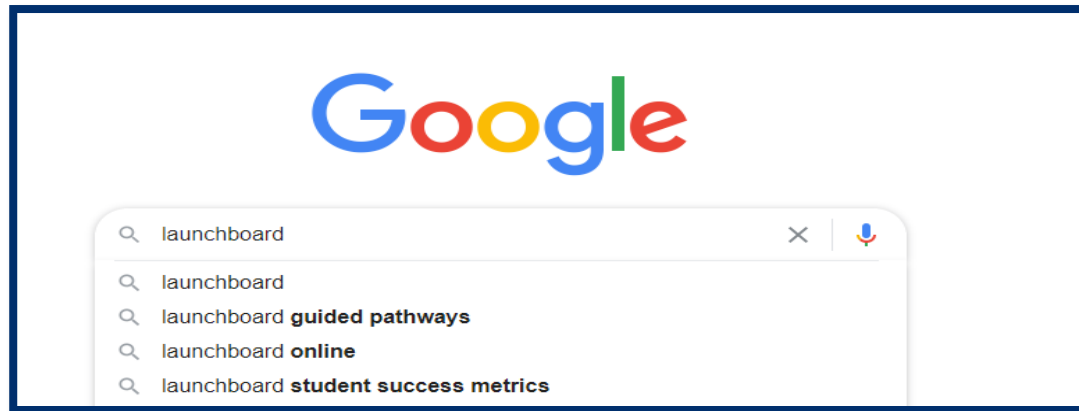 Google
launchboard
launchboard
launchboard guided pathways
launchboard online
launchboard student success metrics